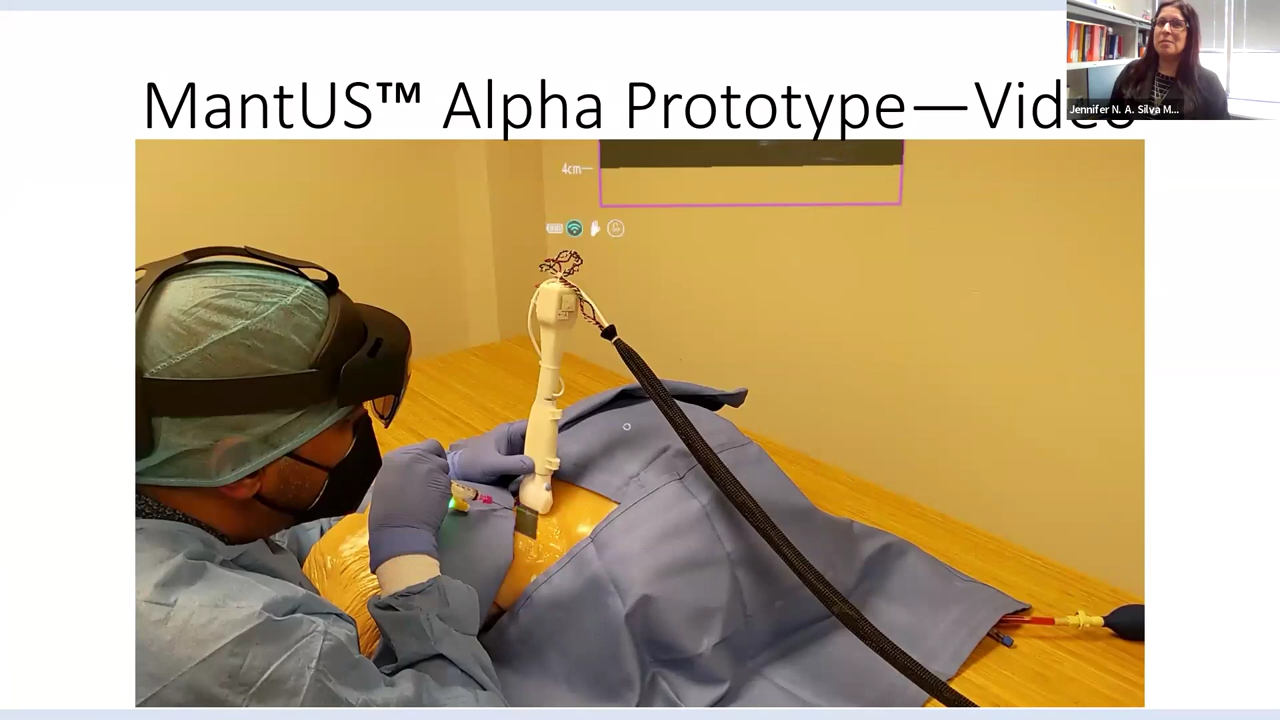 MantUS™ Alpha Prototype—Video
Jennifer N. A. Silva M...
4cm